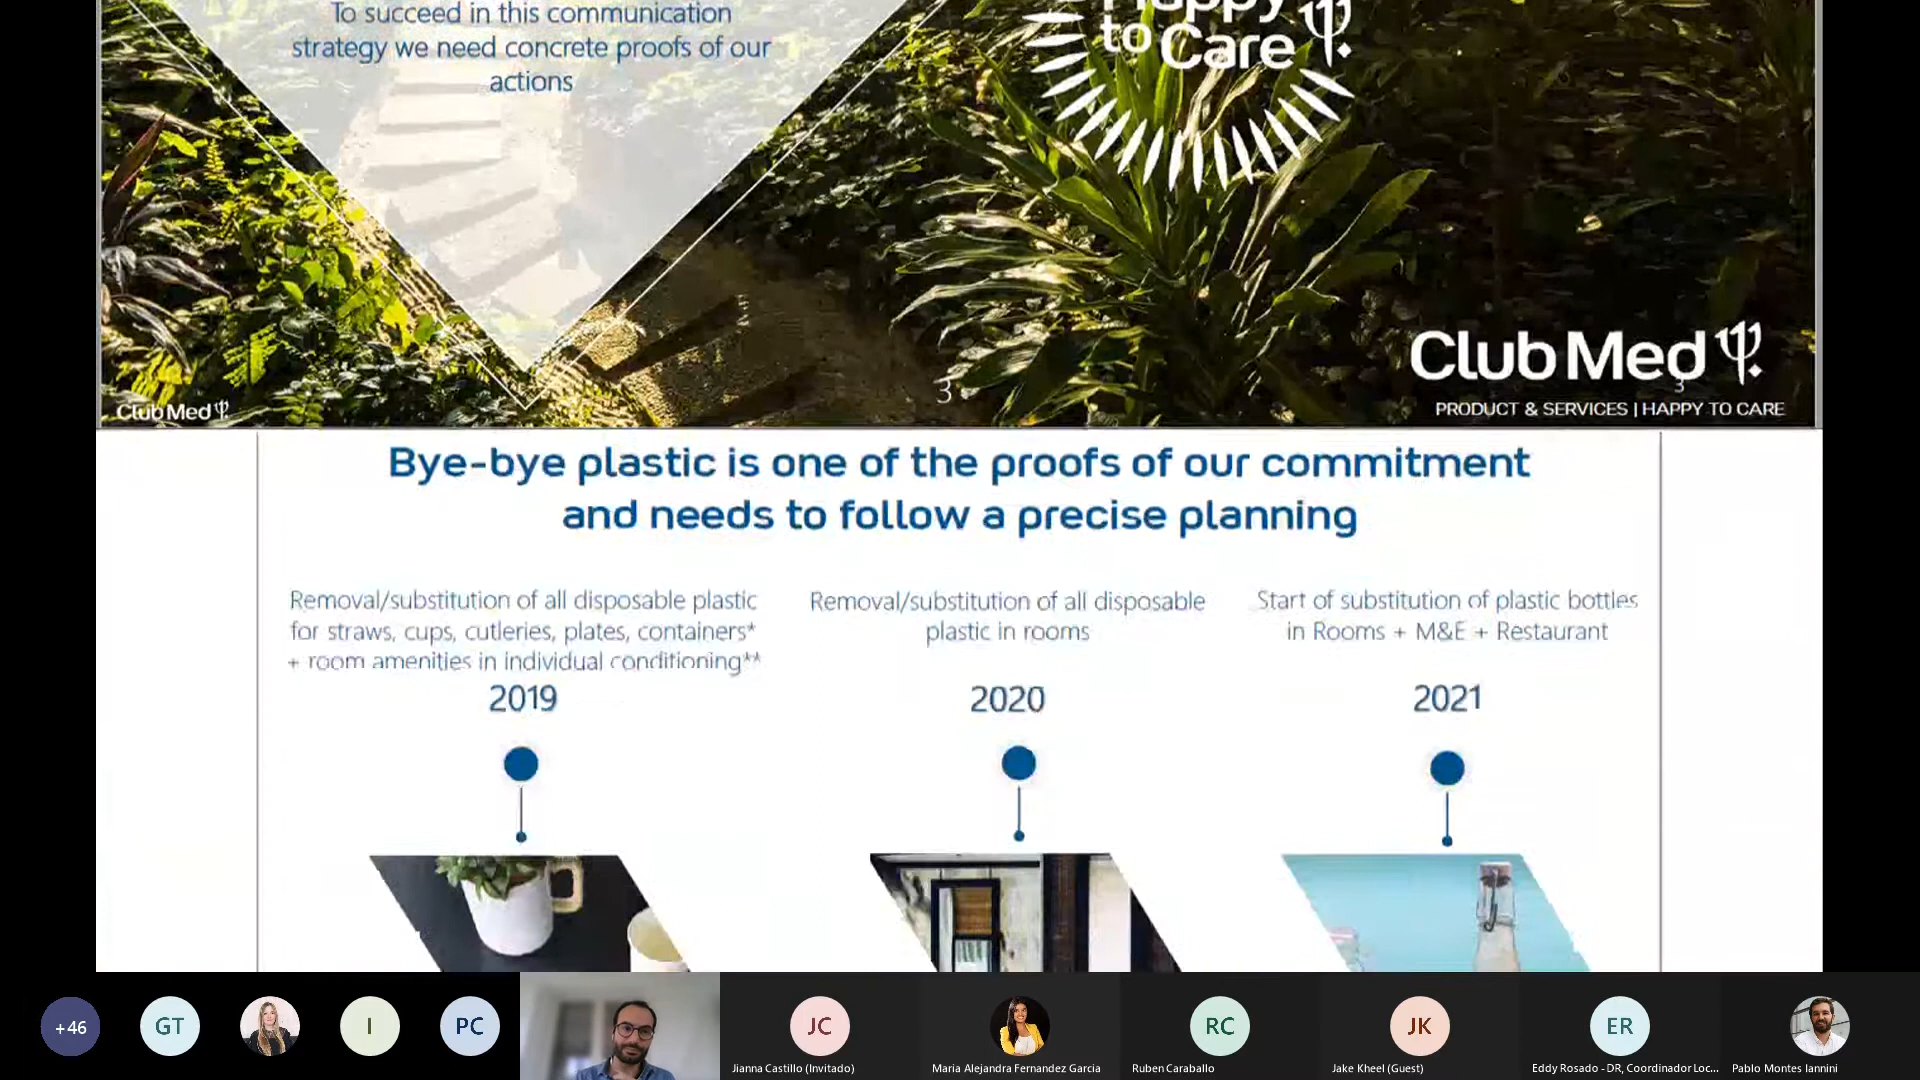 To succeed in this communication
strategy we need concrete proofs of our
actions
Happy
to Care
Club Med
3
Club Med
3
PRODUCT & SERVICES | HAPPY TO CARE
Bye-bye plastic is one of the proofs of our commitment
and needs to follow a precise planning
Removal/substitution of all disposable plastic
for straws, cups, cutleries, plates, containers*
+ room amenities in individual conditioning**
2019
Removal/substitution of all disposable
plastic in rooms
2020
Start of substitution of plastic bottles
in Rooms + M&E + Restaurant
2021
+46
GT
I
PC
JC
Jianna Castillo (Invitado)
Maria Alejandra Fernandez Garcia
RC
Ruben Caraballo
JK
Jake Kheel (Guest)
ER
Eddy Rosado - DR, Coordinador Loc...
Pablo Montes Iannini